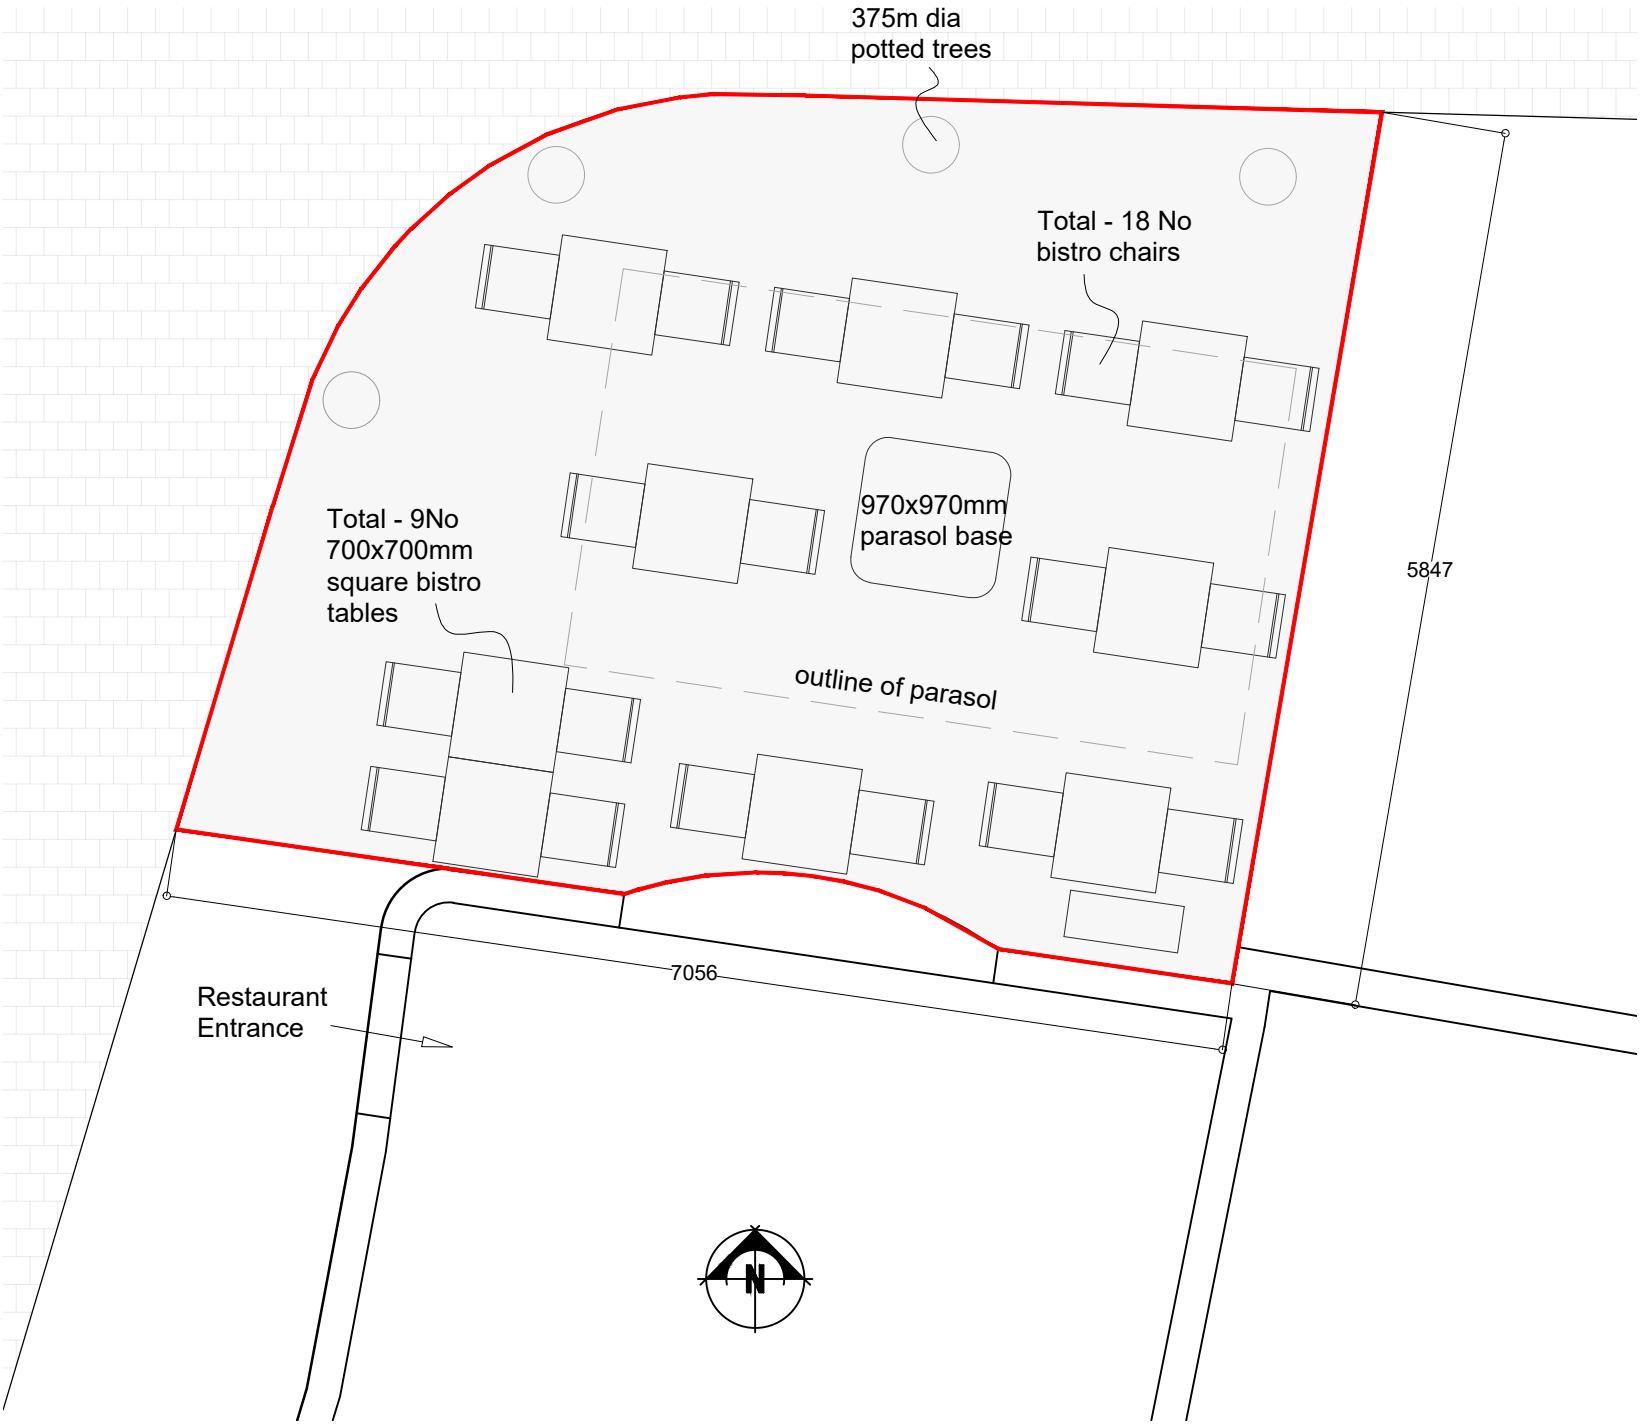 375m dia
potted trees
Total - 18 No
bistro chairs
970x970mm
parasol base
Total - 9No
700x700mm
square bistro
tables
5847
outline of parasol
7056
Restaurant
Entrance
N